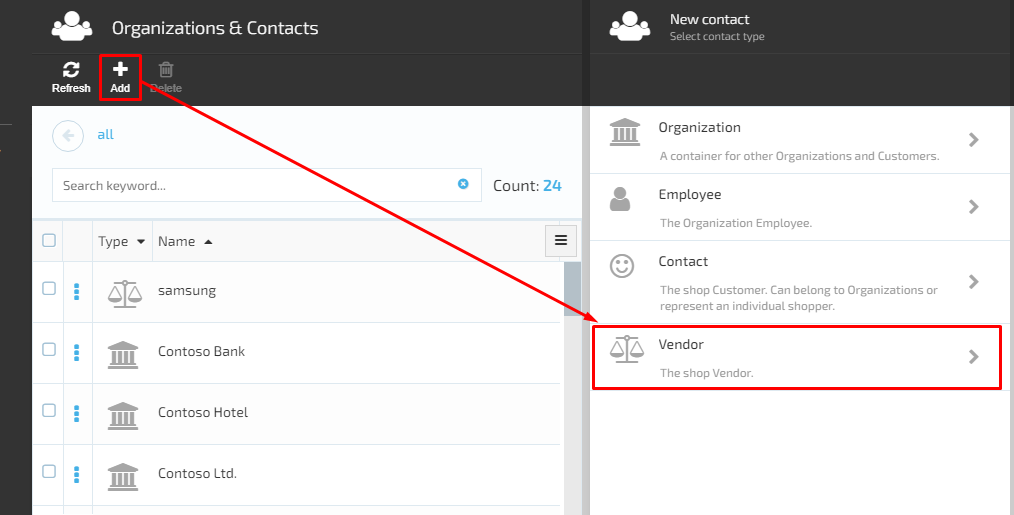 Organizations & Contacts
Refresh
Add
Delete
all
Search keyword...
Count: 24
Type
Name
samsung
Contoso Bank
Contoso Hotel
Contoso Ltd.
New contact
Select contact type
Organization
A container for other Organizations and Customers.
Employee
The Organization Employee.
Contact
The shop Customer. Can belong to Organizations or
represent an individual shopper.
Vendor
The shop Vendor.